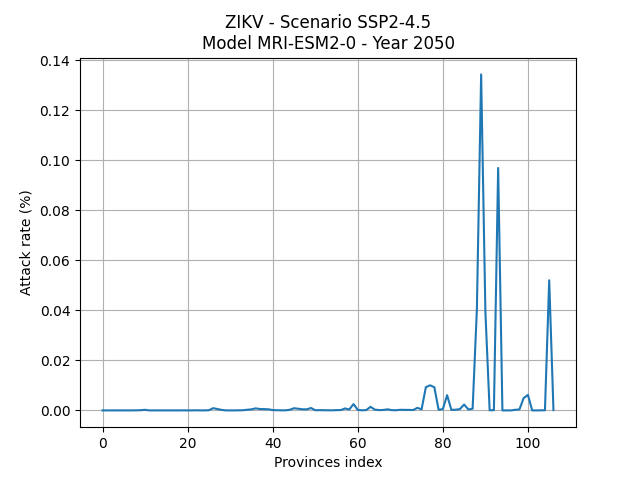 ZIKV - Scenario SSP2-4.5
Model MRI-ESM2-0 - Year 2050
0.14
0.12
0.10
0.08
0.06
0.04
0.02
0.00
Attack rate (%)
0 20 40 60 80 100
Provinces index